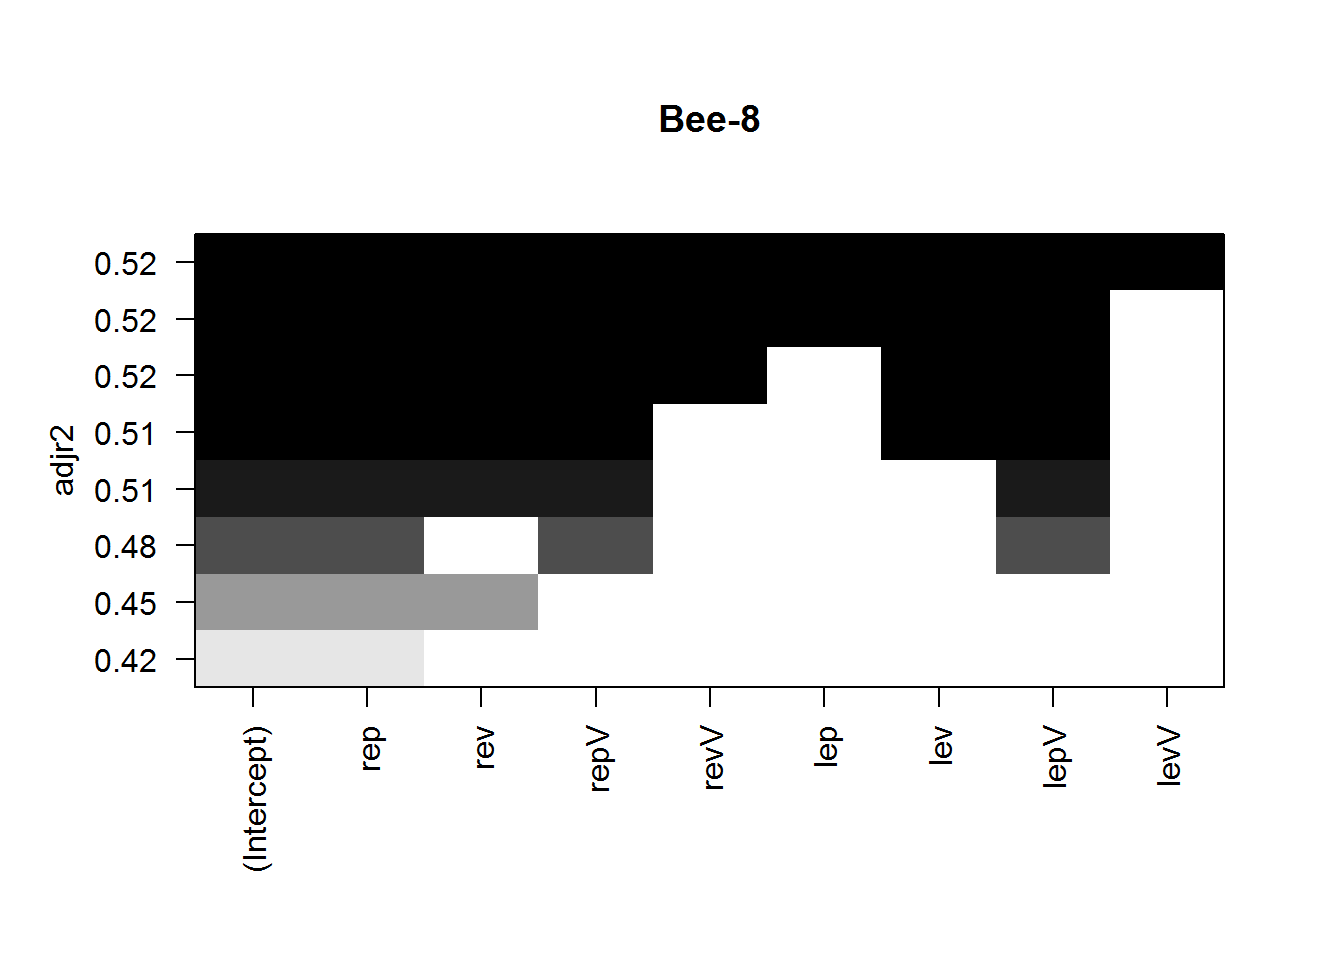 Bee-8
adjr2
0.52
0.52
0.52
0.51
0.51
0.48
0.45
0.42
(Intercept)
rep
rev
repV
revV
lep
lev
lepV
levV